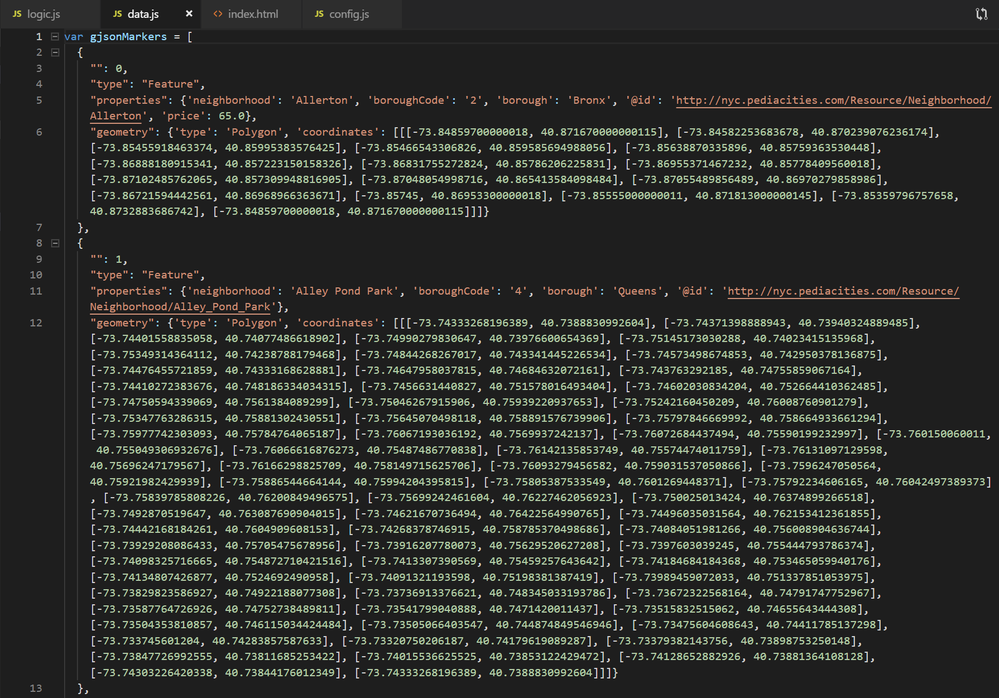 JS logic.js JS data.js × <> index.html JS config.js
1 var gjsonMarkers = [
2 {
3 "": 0,
4 "type": "Feature",
5 "properties": {'neighborhood': 'Allerton', 'boroughCode': '2', 'borough': 'Bronx', '@id': 'http://nyc.pediacities.com/Resource/Neighborhood/
Allerton', 'price': 65.0},
6 "geometry": {'type': 'Polygon', 'coordinates': [[[-73.84859700000018, 40.871670000000115], [-73.84582253683678, 40.870239076236174],
[-73.85455918463374, 40.85995383576425], [-73.85466543306826, 40.859585694988056], [-73.85638870335896, 40.85759363530448],
[-73.86888180915341, 40.857223150158326], [-73.86831755272824, 40.85786206225831], [-73.86955371467232, 40.85778409560018],
[-73.87102485762065, 40.857309948816905], [-73.87048054998716, 40.865413584098484], [-73.87055489856489, 40.86970279858986],
[-73.86721594442561, 40.86968966363671], [-73.85745, 40.86953300000018], [-73.85555000000011, 40.871813000000145], [-73.85359796757658,
40.8732883686742], [-73.84859700000018, 40.871670000000115]]]}
7 },
8 {
9 "": 1,
10 "type": "Feature",
11 "properties": {'neighborhood': 'Alley Pond Park', 'boroughCode': '4', 'borough': 'Queens', '@id': 'http://nyc.pediacities.com/Resource/
Neighborhood/Alley_Pond_Park'},
12 "geometry": {'type': 'Polygon', 'coordinates': [[[-73.74333268196389, 40.7388830992604], [-73.74371398888943, 40.73940324889485],
[-73.74401558835058, 40.74077486618902], [-73.74990279830647, 40.73976600654369], [-73.75145173030288, 40.74023415135968],
[-73.75349314364112, 40.74238788179468], [-73.74844268267017, 40.743341445226534], [-73.74573498674853, 40.742950378136875],
[-73.74476455721859, 40.74333168628881], [-73.74647958037815, 40.74684632072161], [-73.743763292185, 40.74755859067164],
[-73.74410272383676, 40.748186334034315], [-73.7456631440827, 40.751578016493404], [-73.74602030834204, 40.752664410362485],
[-73.74750594339069, 40.7561384089299], [-73.75046267915906, 40.75939220937653], [-73.75242160450209, 40.76008760901279],
[-73.75347763286315, 40.75881302430551], [-73.75645070498118, 40.758891576739906], [-73.75797846669992, 40.758664933661294],
[-73.75977742303093, 40.75784764065187], [-73.76067193036192, 40.7569937242137], [-73.76072684437494, 40.75590199232997], [-73.760150060011,
40.755049306932676], [-73.76066616876273, 40.75487486770838], [-73.76142135853749, 40.75574474011759], [-73.76131097129598,
40.75696247179567], [-73.76166298825709, 40.758149715625706], [-73.76093279456582, 40.759031537050866], [-73.7596247050564,
40.75921982429939], [-73.75886544664144, 40.75994204395815], [-73.75805387533549, 40.7601269448371], [-73.75792234606165, 40.76042497389373]
, [-73.75839785808226, 40.76200849496575], [-73.75699242461604, 40.76227462056923], [-73.750025013424, 40.76374899266518],
[-73.7492870519647, 40.763087690904015], [-73.74621670736494, 40.76422564990765], [-73.74496035031564, 40.762153412361855],
[-73.74442168184261, 40.7604909608153], [-73.74268378746915, 40.758785370498686], [-73.74084051981266, 40.756008904636744],
[-73.73929208086433, 40.75705475678956], [-73.73916207780073, 40.75629520627208], [-73.7397603039245, 40.755444793786374],
[-73.74098325716665, 40.754872710421516], [-73.7413307390569, 40.75459257643642], [-73.74184684184368, 40.753465059940176],
[-73.74134807426877, 40.7524692490958], [-73.74091321193598, 40.75198381387419], [-73.73989459072033, 40.751337851053975],
[-73.73829823586927, 40.74922188077308], [-73.73736913376621, 40.748345033193786], [-73.73672322568164, 40.74791747752967],
[-73.73587764726926, 40.74752738489811], [-73.73541799040888, 40.7471420011437], [-73.73515832515062, 40.74655643444308],
[-73.73504353810857, 40.746115034424484], [-73.73505066403547, 40.744874849546946], [-73.73475604608643, 40.74411785137298],
[-73.733745601204, 40.74283857587633], [-73.73320750206187, 40.74179619089287], [-73.73379382143756, 40.73898753250148],
[-73.73847726992555, 40.73811685253422], [-73.74015536625525, 40.73853122429472], [-73.74128652882926, 40.73881364108128],
[-73.74303226420338, 40.73844176012349], [-73.74333268196389, 40.7388830992604]]]}
13 },